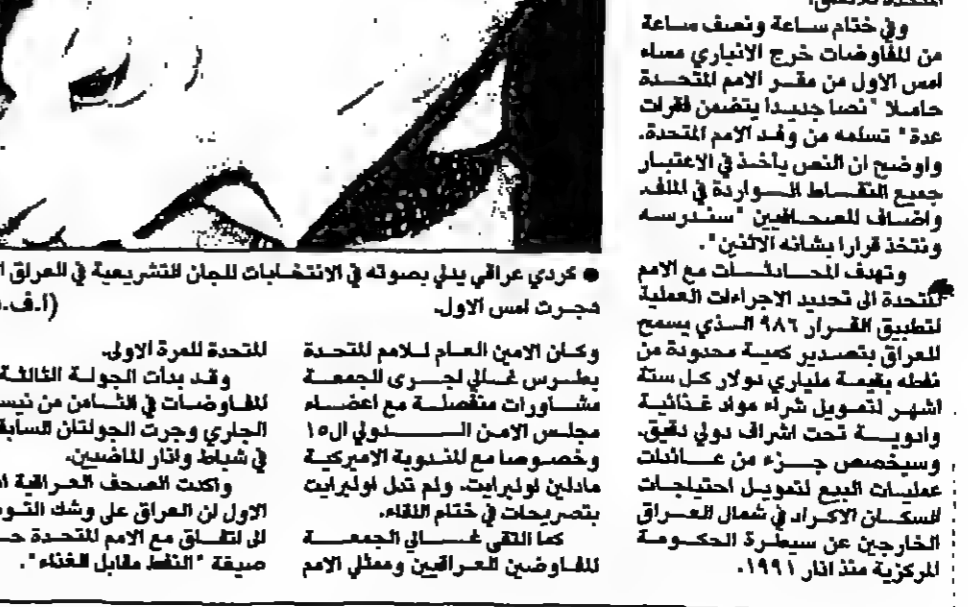 وفي ختام ساعة ونصف ساعة
من المفاوضات خرج الانباري مساء
امس الاول من مقر الامم المتحدة
حاملا "نصا جديدا يتضمن فقرات
عدة" تسلمه من وفد الامم المتحدة.
واوضح ان النص يأخذ في الاعتبار
جميع النقاط الواردة في الملف
واضاف للصحافيين "سندرسه
ونتخذ قرارا بشأنه الاثنين".
وتهدف المحادثات مع الامم
المتحدة الى تحديد الاجراءات العملية
لتطبيق القرار ٩٨٦ الذي يسمح
للعراق بتصدير كمية محدودة من
نفطه بقيمة ملياري دولار كل ستة
اشهر لتمويل شراء مواد غذائية
وادوية تحت اشراف دولي دقيق.
وسيخصص جزء من عائدات
عمليات البيع لتمويل احتياجات
السكان الاكراد في شمال العراق
الخارجين عن سيطرة الحكومة
المركزية منذ اذار ١٩٩١.
● كردي عراقي يدلي بصوته في الانتخابات للجان التشريعية في العراق
جرت امس الاول.
(ا.ف.
وكان الامين العام للامم المتحدة
بطرس غالي اجرى الجمعة
مشاورات منفصلة مع اعضاء
مجلس الامن الدولي ال١٥
وخصوصا مع المندوبة الاميركية
مادلين اولبرايت. ولم تدل اولبرايت
بتصريحات في ختام اللقاء.
كما التقى غالي الجمعة
المفاوضين العراقيين وممثلي الامم
المتحدة للمرة الاولى.
وقد بدأت الجولة الثالثة
للمفاوضات في الثامن من
الجاري وجرت الجولتان
في شباط واذار الماضيين.
واكدت الصحف العراقية
الاول ان العراق على وشك
الى اتفاق مع الامم المتحدة
صيغة "النفط مقابل الغذاء".